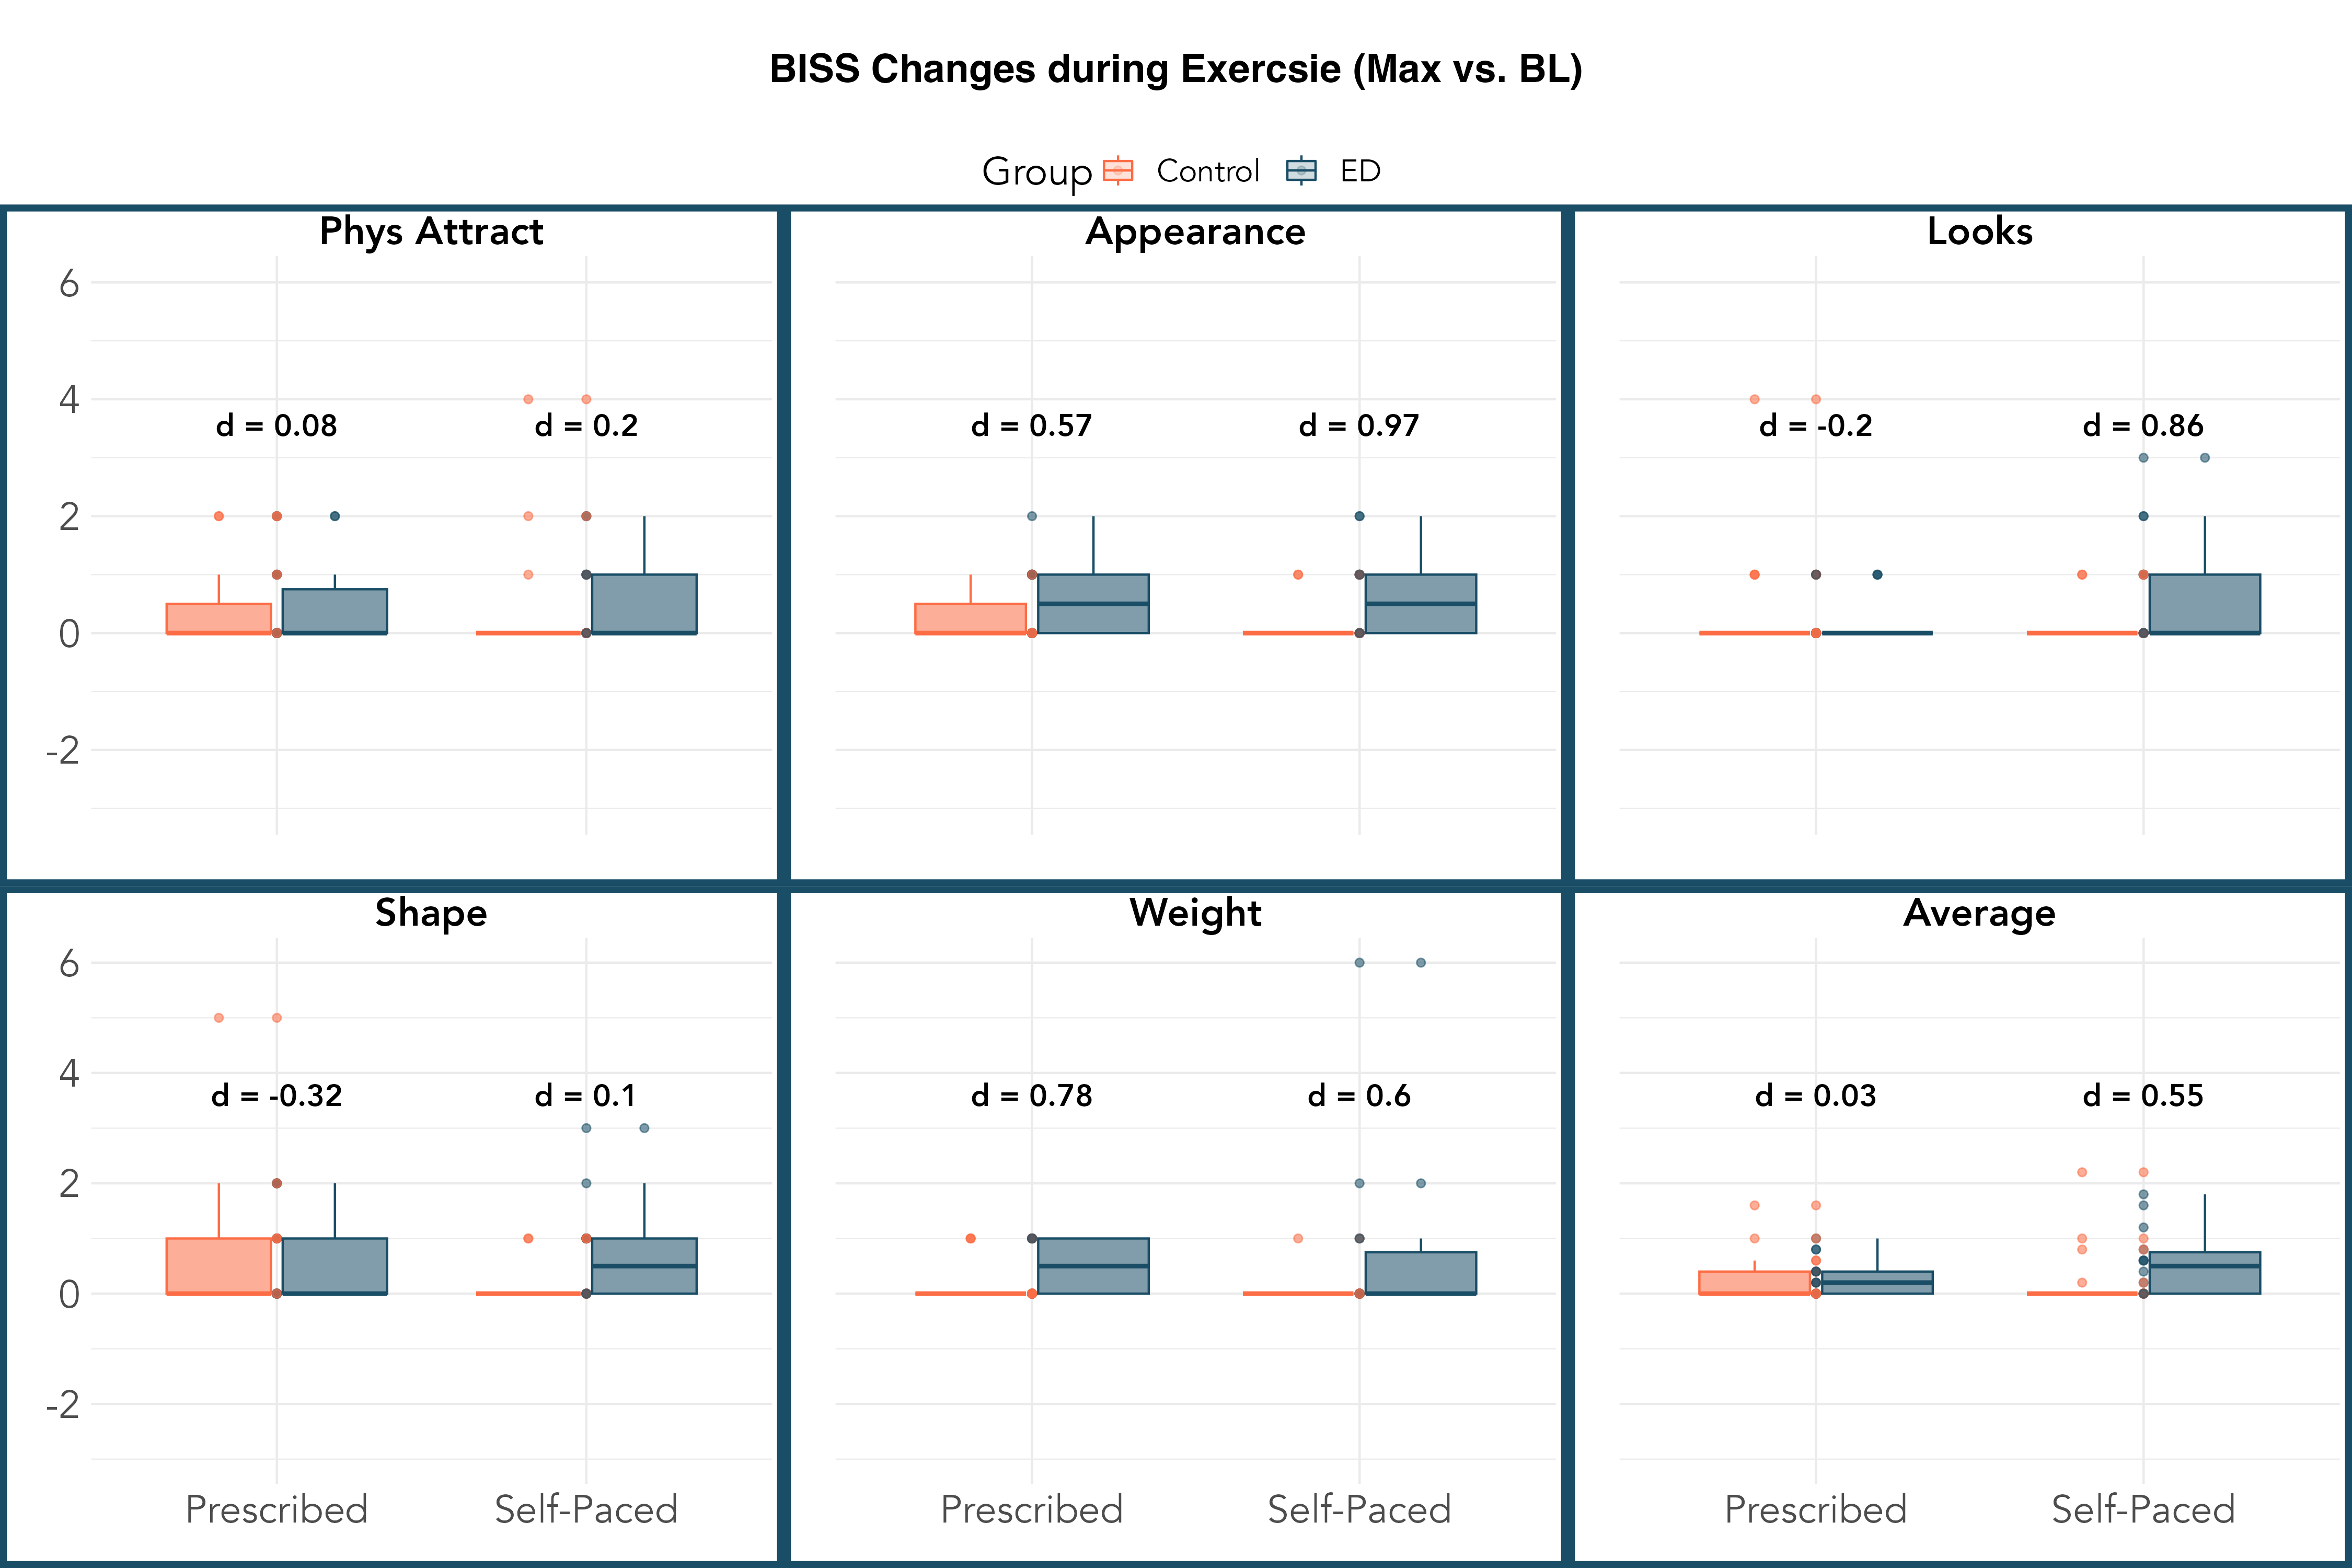 BISS Changes during Exercsie (Max vs. BL)
Group Control ED
Phys Attract Appearance Looks
6
4
d = 0.08 d = 0.2 d = 0.57 d = 0.97 d = -0.2 d = 0.86
2
0
-2
Shape Weight Average
6
4
d = -0.32 d = 0.1 d = 0.78 d = 0.6 d = 0.03 d = 0.55
2
0
-2
Prescribed Self-Paced Prescribed Self-Paced Prescribed Self-Paced